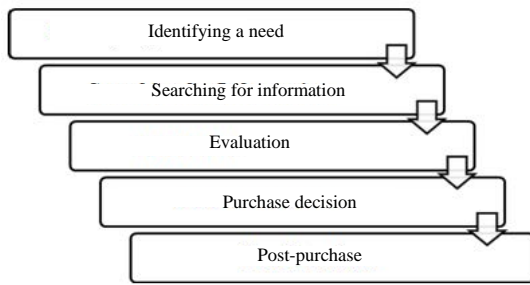 Identifying a need
Searching for information
Evaluation
Purchase decision
Post-purchase